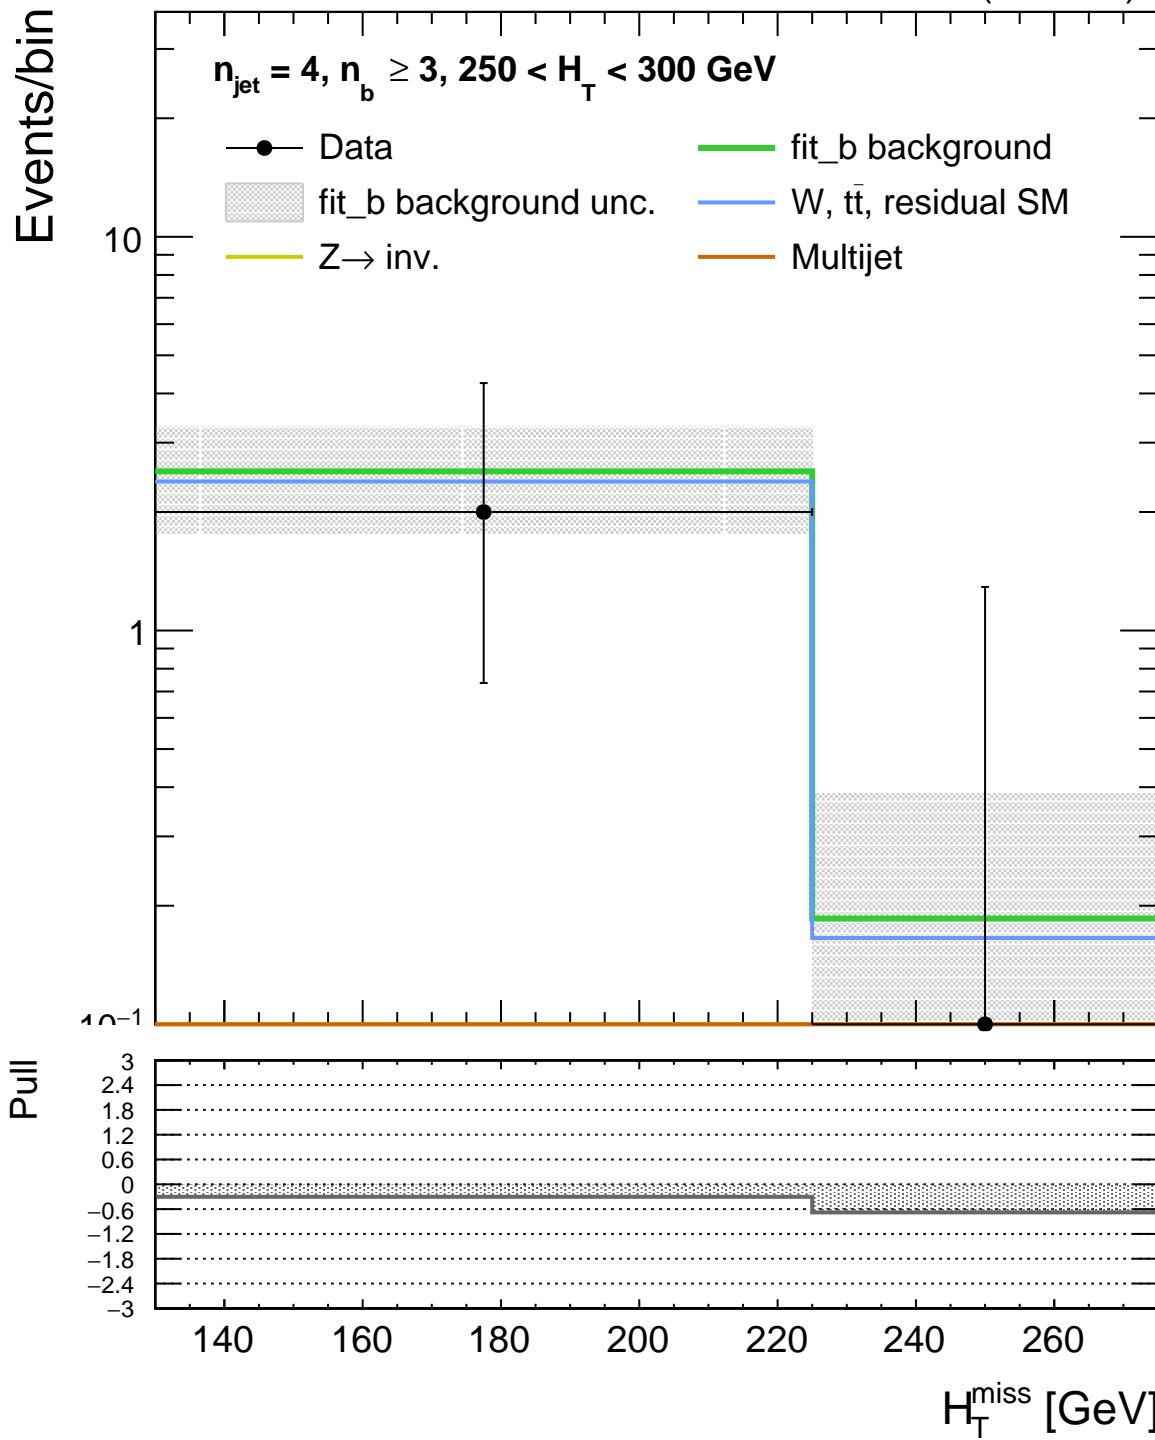 Events/bin
n_jet = 4, n_b ≥ 3, 250 < H_T < 300 GeV
Data
fit_b background
fit_b background unc.
W, tt̄, residual SM
Z→ inv.
Multijet
10
1
10⁻¹
Pull
3
2.4
1.8
1.2
0.6
0
−0.6
−1.2
−1.8
−2.4
−3
140 160 180 200 220 240 260
H_T^miss [GeV]